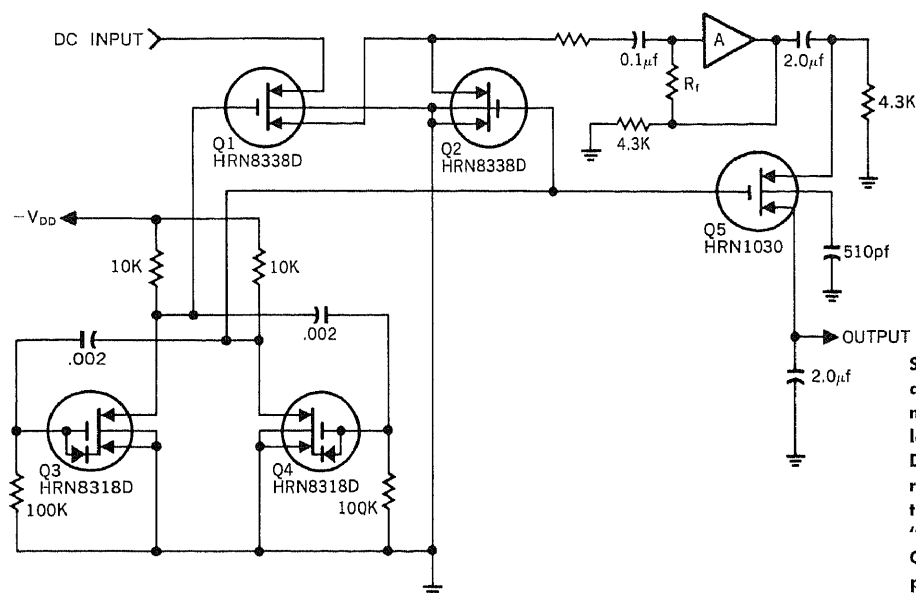 DC INPUT
A
0.1μf
2.0μf
Rf
4.3K
4.3K
Q1
HRN8338D
Q2
HRN8338D
Q5
HRN1030
-VDD
10K
10K
510pf
.002
.002
OUTPUT
2.0μf
Q3
HRN8318D
Q4
HRN8318D
100K
100K